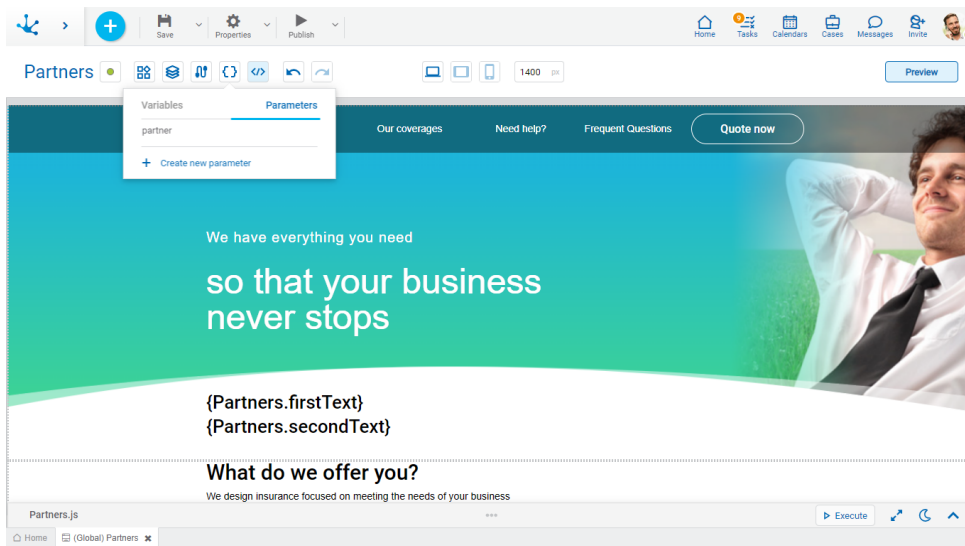 Save
Properties
Publish
Home
9
Tasks
Calendars
Cases
Messages
Invite
Partners
1400 px
Preview
Variables
Parameters
partner
+ Create new parameter
Our coverages
Need help?
Frequent Questions
Quote now
We have everything you need
so that your business
never stops
{Partners.firstText}
{Partners.secondText}
What do we offer you?
We design insurance focused on meeting the needs of your business
Partners.js
Execute
Home
(Global) Partners